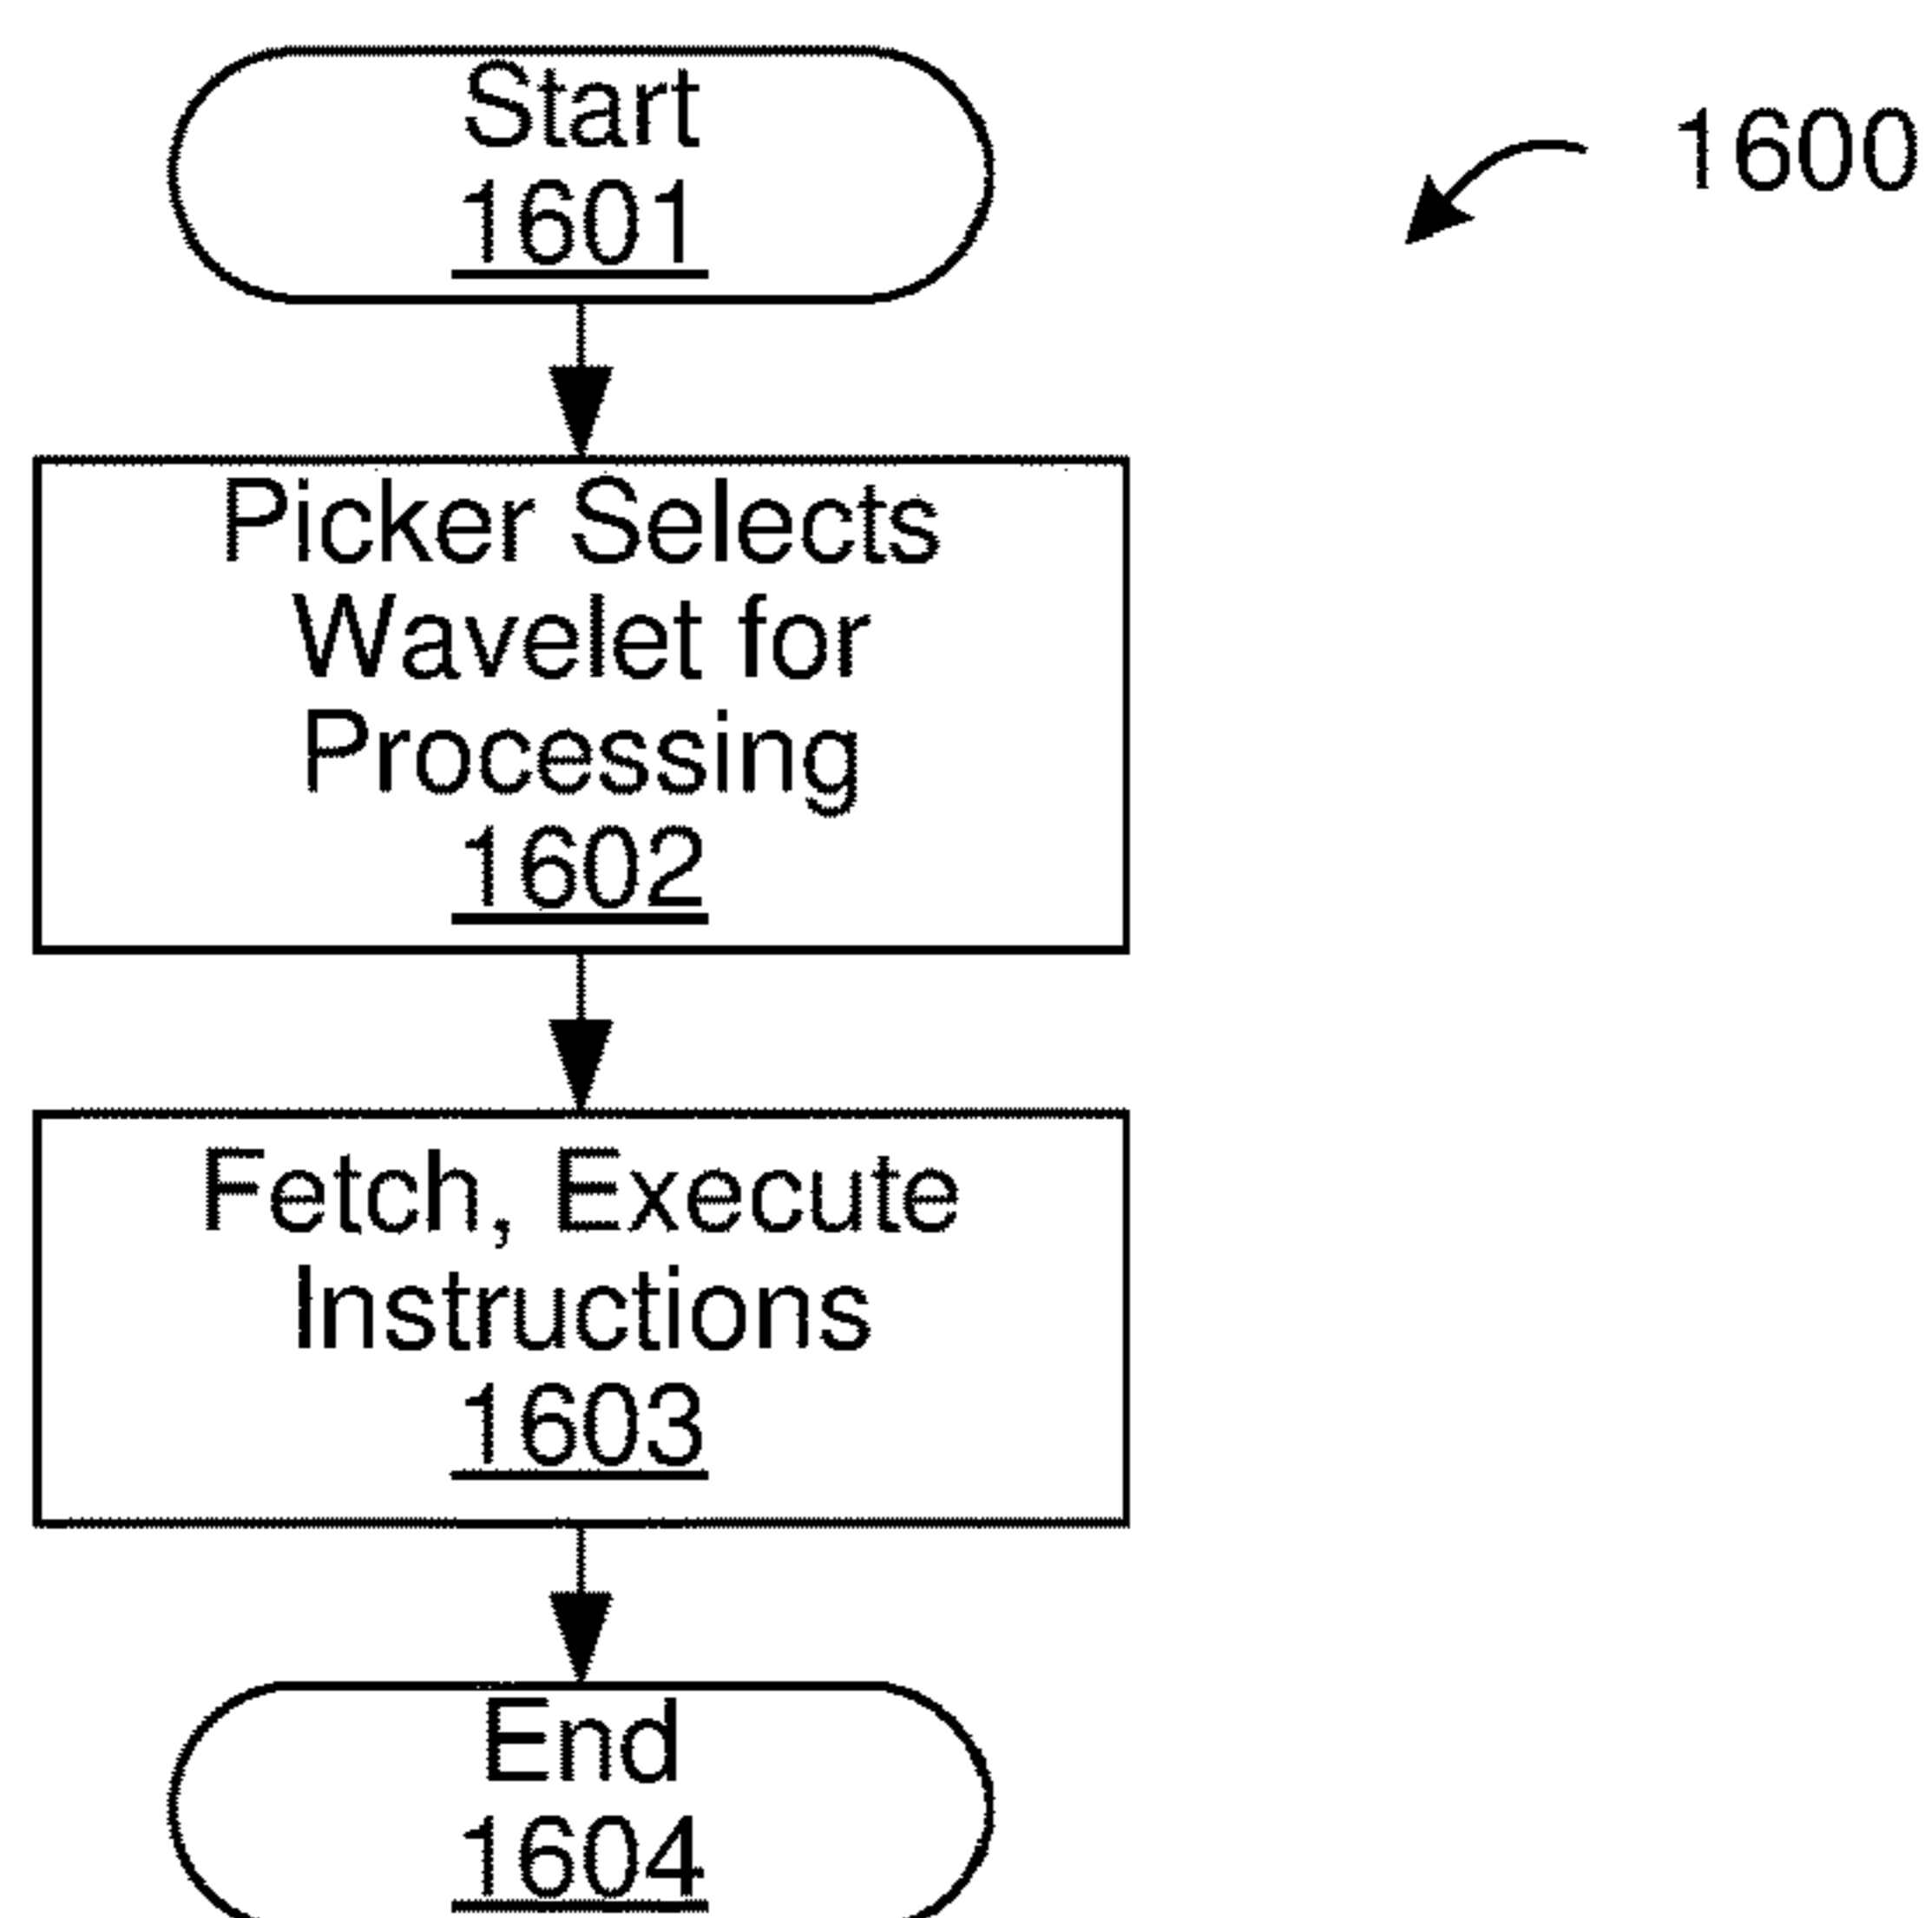 Start
1601
1600
Picker Selects
Wavelet for
Processing
1602
Fetch, Execute
Instructions
1603
End
1604